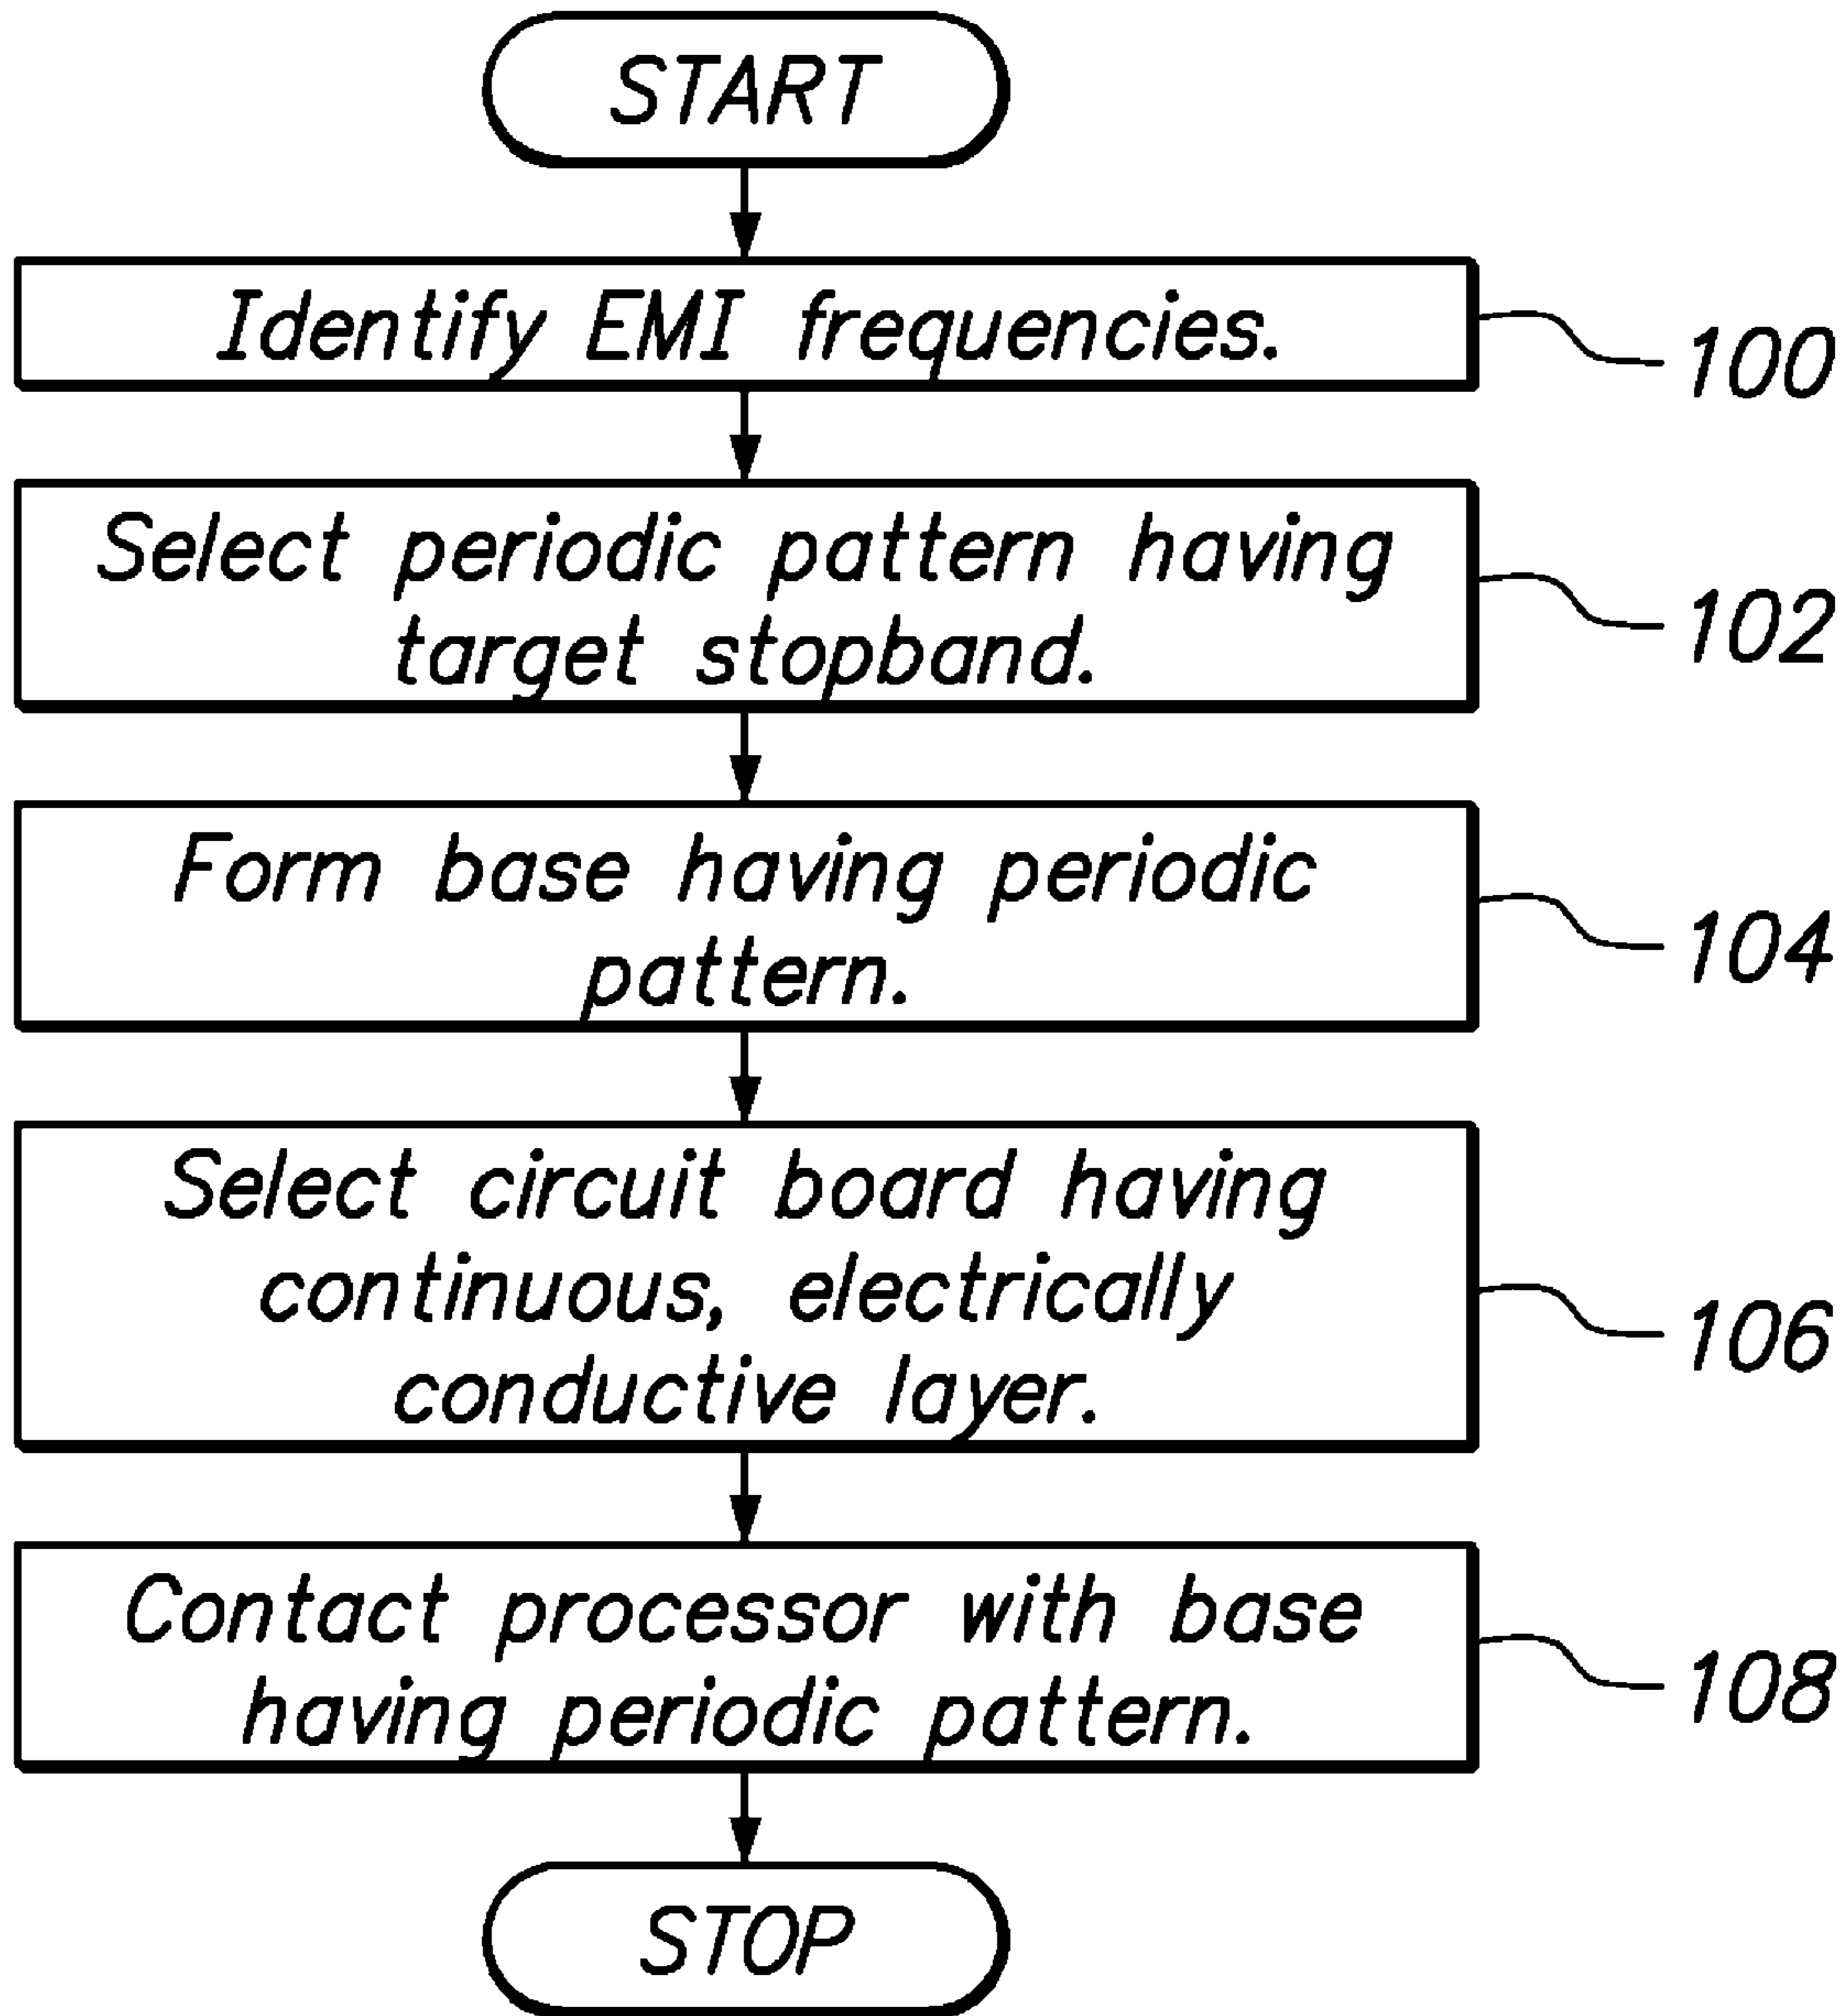 START
Identify EMI frequencies.
100
Select periodic pattern having
target stopband.
102
Form base having periodic
pattern.
104
Select circuit board having
continuous, electrically
conductive layer.
106
Contact processor with base
having periodic pattern.
108
STOP